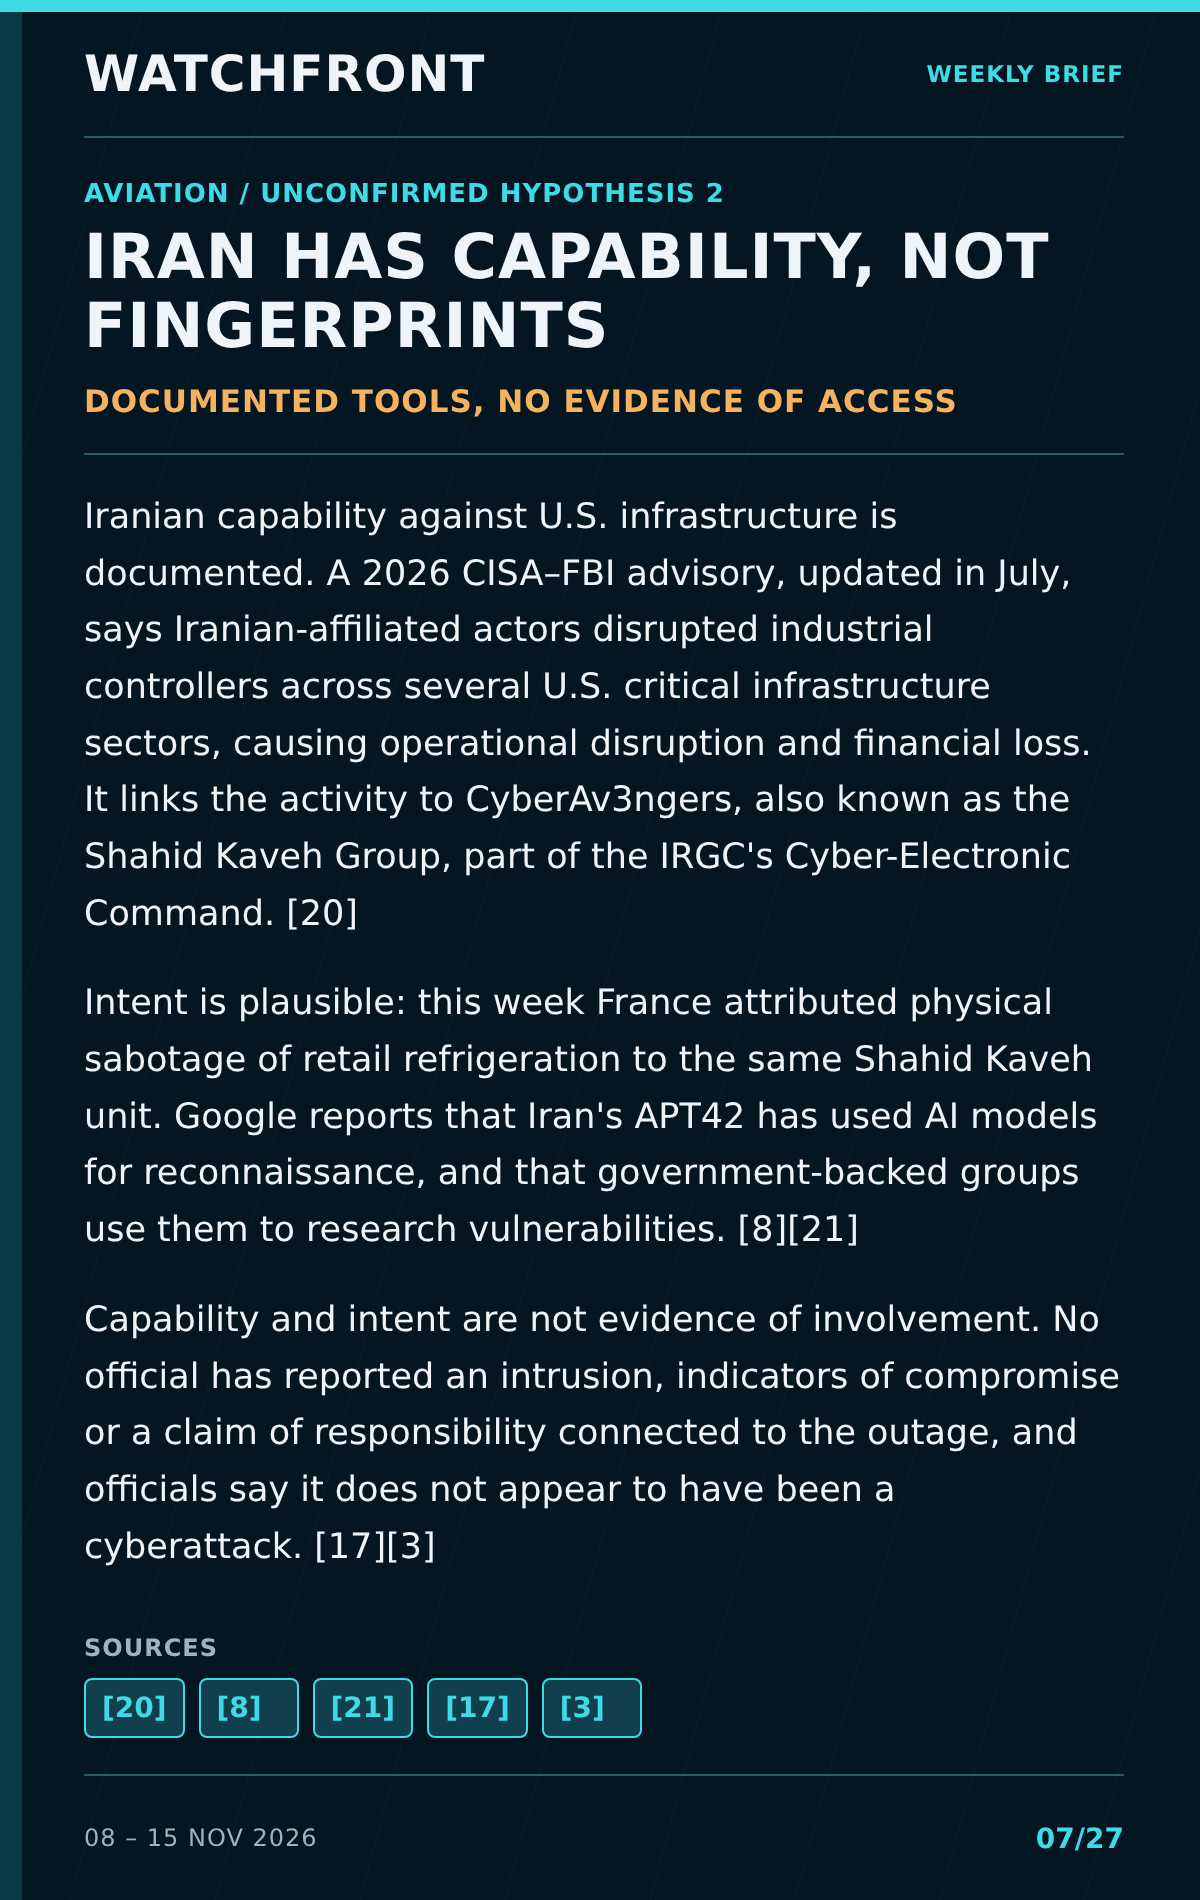 WATCHFRONT
WEEKLY BRIEF
AVIATION / UNCONFIRMED HYPOTHESIS 2
IRAN HAS CAPABILITY, NOT
FINGERPRINTS
DOCUMENTED TOOLS, NO EVIDENCE OF ACCESS
Iranian capability against U.S. infrastructure is
documented. A 2026 CISA–FBI advisory, updated in July,
says Iranian-affiliated actors disrupted industrial
controllers across several U.S. critical infrastructure
sectors, causing operational disruption and financial loss.
It links the activity to CyberAv3ngers, also known as the
Shahid Kaveh Group, part of the IRGC's Cyber-Electronic
Command. [20]
Intent is plausible: this week France attributed physical
sabotage of retail refrigeration to the same Shahid Kaveh
unit. Google reports that Iran's APT42 has used AI models
for reconnaissance, and that government-backed groups
use them to research vulnerabilities. [8][21]
Capability and intent are not evidence of involvement. No
official has reported an intrusion, indicators of compromise
or a claim of responsibility connected to the outage, and
officials say it does not appear to have been a
cyberattack. [17][3]
SOURCES
[20] [8] [21] [17] [3]
08 – 15 NOV 2026
07/27